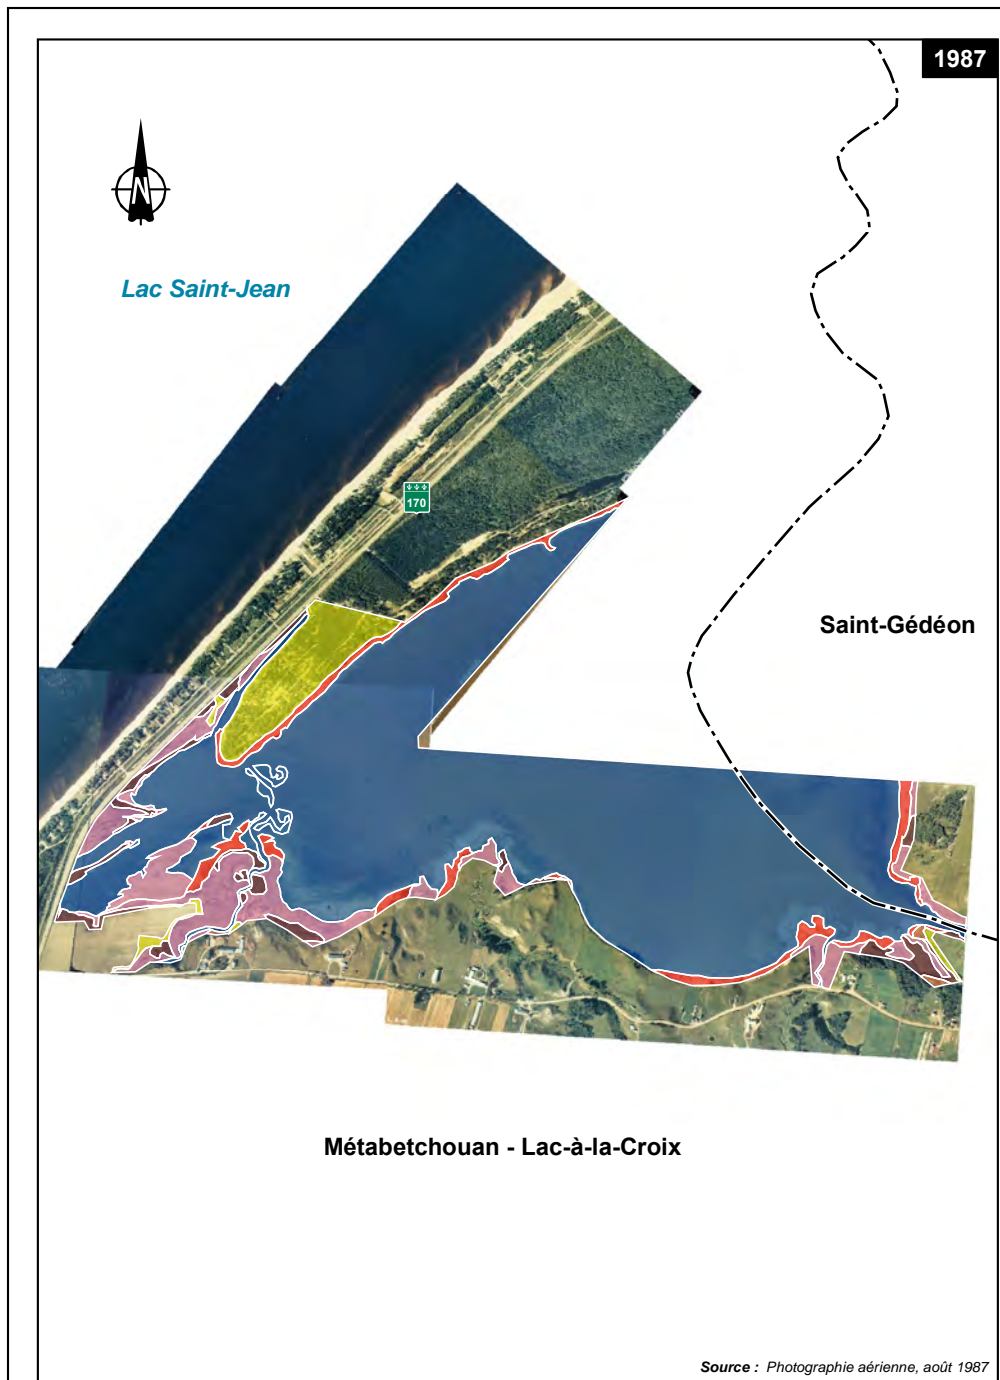 1987
N
Lac Saint-Jean
170
Saint-Gédéon
Métabetchouan - Lac-à-la-Croix
Source : Photographie aérienne, août 1987